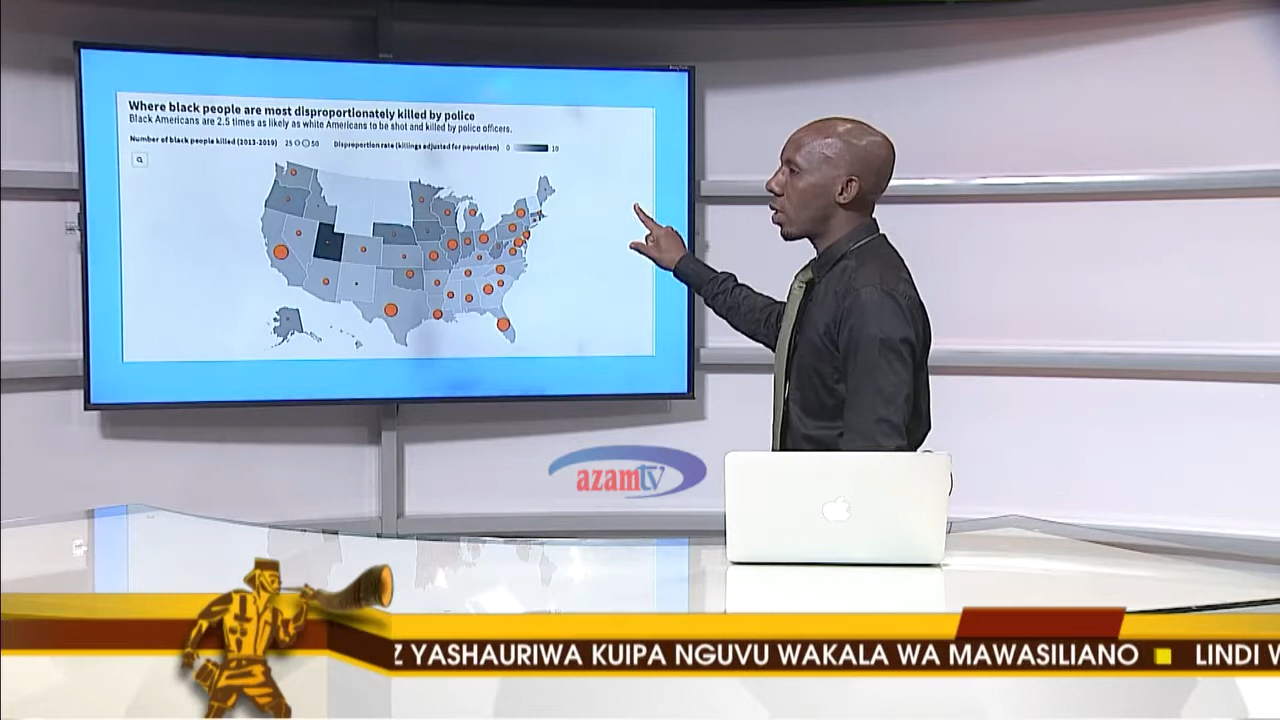 Where black people are most disproportionately killed by police
Black Americans are 2.5 times as likely as white Americans to be shot and killed by police officers.
Number of black people killed (2013-2019) 25 50 Disproportion rate (killings adjusted for population) 0 10
azamtv
Z YASHAURIWA KUIPA NGUVU WAKALA WA MAWASILIANO LINDI W